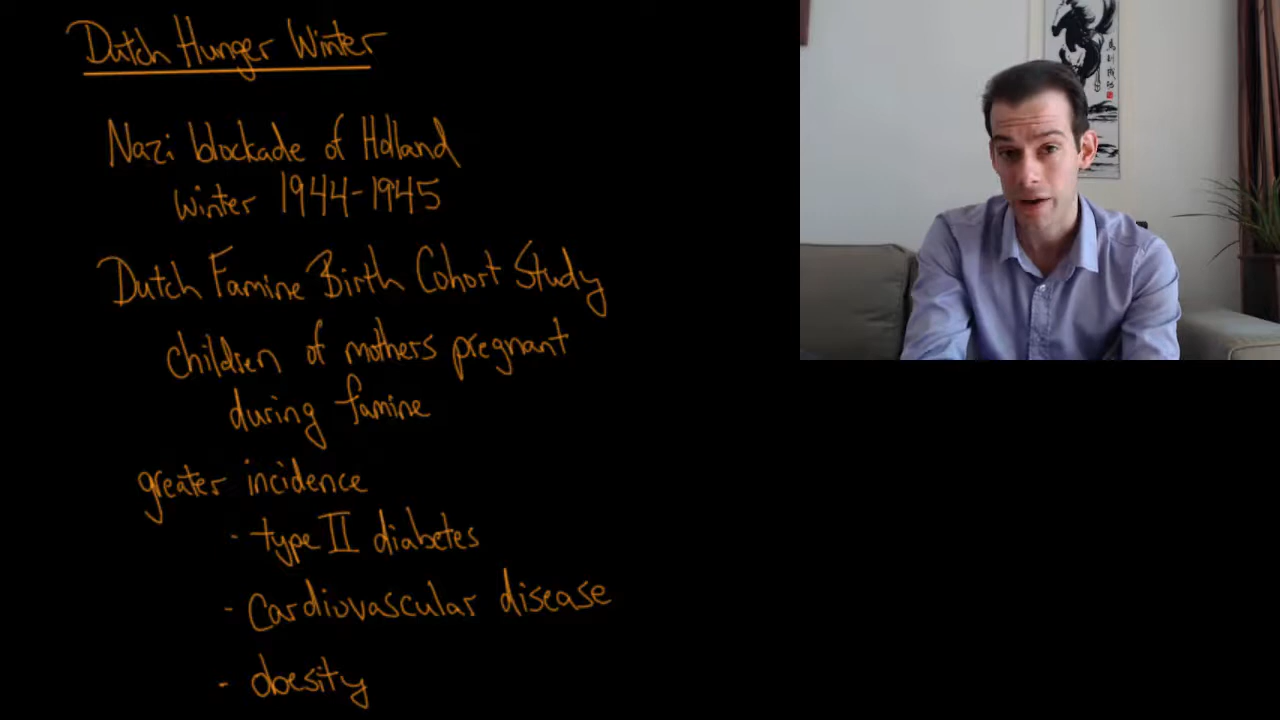 Dutch Hunger Winter
Nazi blockade of Holland
Winter 1944-1945
Dutch Famine Birth Cohort Study
children of mothers pregnant
during famine
greater incidence
- type II diabetes
- Cardiovascular disease
- obesity